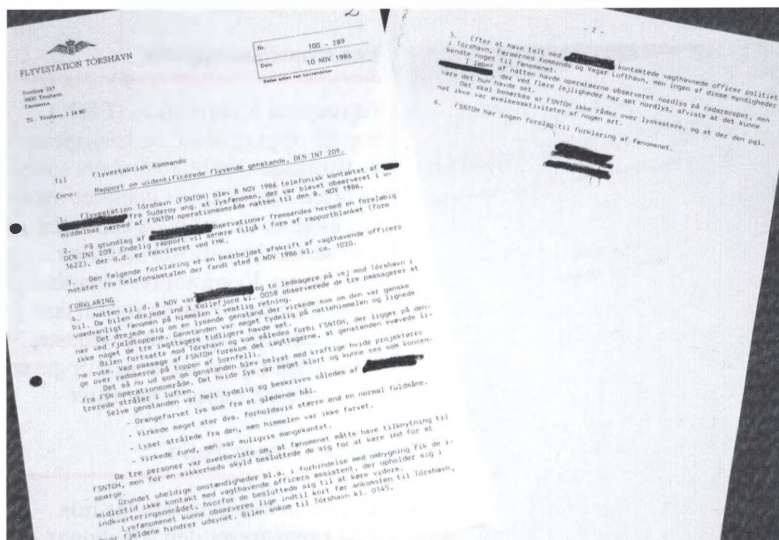 FLYVESTATION TÓRSHAVN
Postbox 217
3800 Tórshavn
Færøerne
Nr. 100 - 289
Dato 10 NOV 1986
Til Flyvertaktisk Kommando
Emne: Rapport om uidentificerede flyvende genstande, DCN INT 209.
1. Flyvestation Tórshavn (FSNTOH) blev 8 NOV 1986 telefonisk kontaktet af
fra Suderoy ang. et lysfænomen, der var blevet observeret i u-
middelbar nærhed af FSNTOH operationsområde natten til den 8. NOV 1986.
2. På grundlag af observationer fremsendes hermed en foreløbig
DCN INT 209. Endelig rapport vil senere tilgå i form af rapportblanket (form
3622), der d.d. er rekvireret ved FMK.
3. Den følgende forklaring er en bearbejdet afskrift af vagthavende officers
notater fra telefonsamtalen der fandt sted 8 NOV 1986 kl. ca. 1020.
FORKLARING
4. Natten til d. 8 NOV var og to ledsagere på vej mod Tórshavn i
bil. Da bilen drejede ind i Kollefjord kl. 0058 observerede de tre passagerer et
usædvanligt fænomen på himmelen i vestlig retning.
Det drejede sig om en lysende genstand der virkede som om den var ganske
nær ved fjeldtoppene. Genstanden var meget tydelig på nattehimmelen og lignede
ikke noget de tre iagttagere tidligere havde set.
Bilen fortsatte mod Tórshavn og kom således forbi FSNTOH, der ligger på den-
ne rute. Ved passage af FSNTOH forekom det iagttagerne, at genstanden svævede li-
ge over radomerne på toppen af Sornfelli.
Det så nu ud som om genstanden blev belyst med kraftige hvide projektører
fra FSN operationsområde. Det hvide lys var meget klart og kunne ses som koncen-
trerede stråler i luften.
Selve genstanden var helt tydelig og beskrives således af
- Orangefarvet lys som fra et glødende bål.
- Virkede meget stor dvs. forholdsvis større end en normal fuldmåne.
- Lyset strålede fra den, men himmelen var ikke farvet.
- Virkede rund, men var muligvis mangekantet.
De tre personer var overbeviste om, at fænomenet måtte have tilknytning til
FSNTOH, men for en sikkerheds skyld besluttede de sig for at køre ind for at
spørge.
Grundet uheldige omstændigheder bl.a. i forbindelse med ombygning fik de i-
midlertid ikke kontakt med vagthavende officers assistent, der opholder sig i
indkvarteringsområdet, hvorfor de besluttede sig til at køre videre.
Lysfænomenet kunne observeres lige indtil kort før ankomsten til Tórshavn,
hvor fjeldene hindrer udsynet. Bilen ankom til Tórshavn kl. 0145.
- 2 -
5. Efter at have talt med kontaktede vagthavende officer politiet
i Tórshavn, Færøernes Kommando og Vagar Lufthavn, men ingen af disse myndigheder
kendte noget til fænomenet.
I løbet af natten havde operatørerne observeret nordlys på radarscopet, men
der ved flere lejligheder har set nordlys, afviste at det kunne
være det hun havde set.
Det skal bemærkes at FSNTOH ikke råder over lyskastere, og at der den pgl.
nat ikke var øvelsesaktivitet af nogen art.
6. FSNTOH har ingen forslag til forklaring af fænomenet.